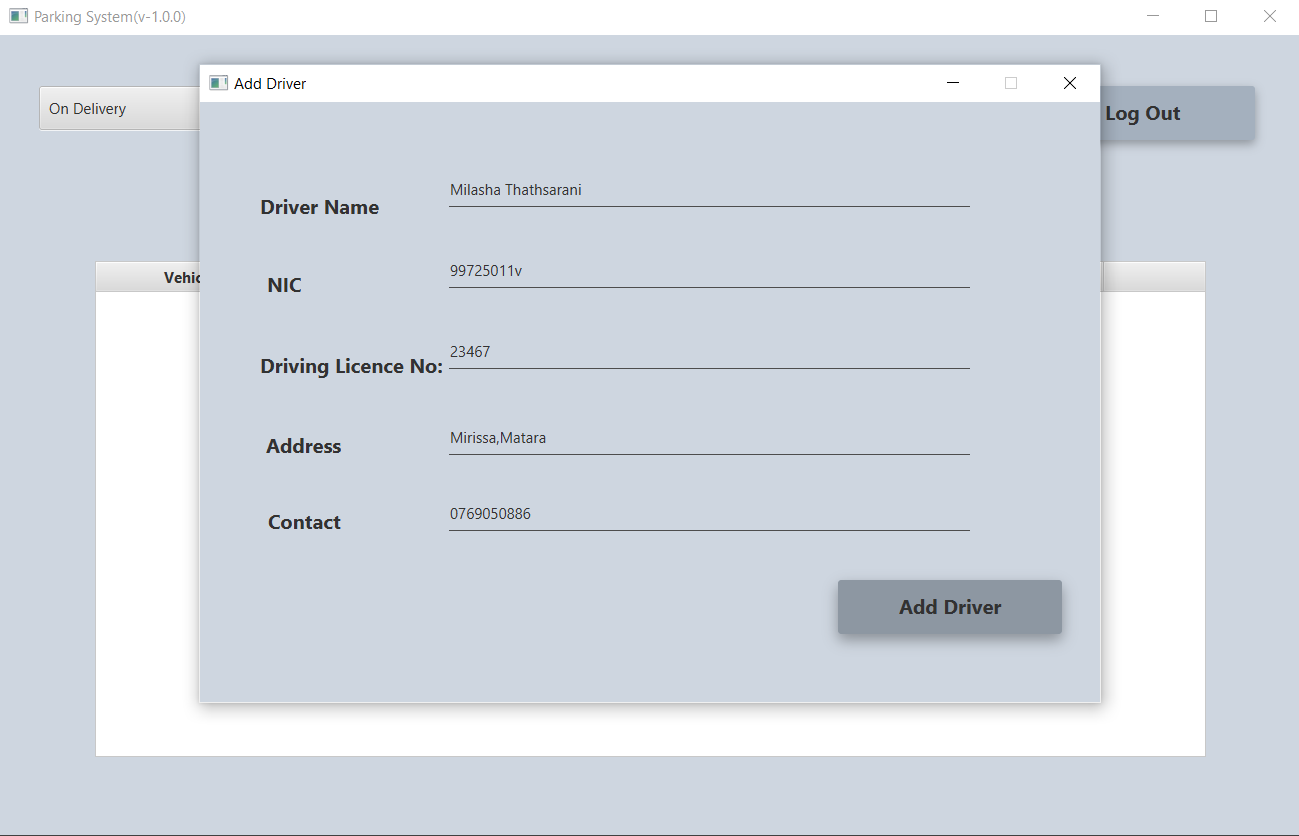 Parking System(v-1.0.0)
Add Driver
On Delivery
Log Out
Driver Name
Milasha Thathsarani
NIC
99725011v
Driving Licence No:
23467
Address
Mirissa,Matara
Contact
0769050886
Add Driver